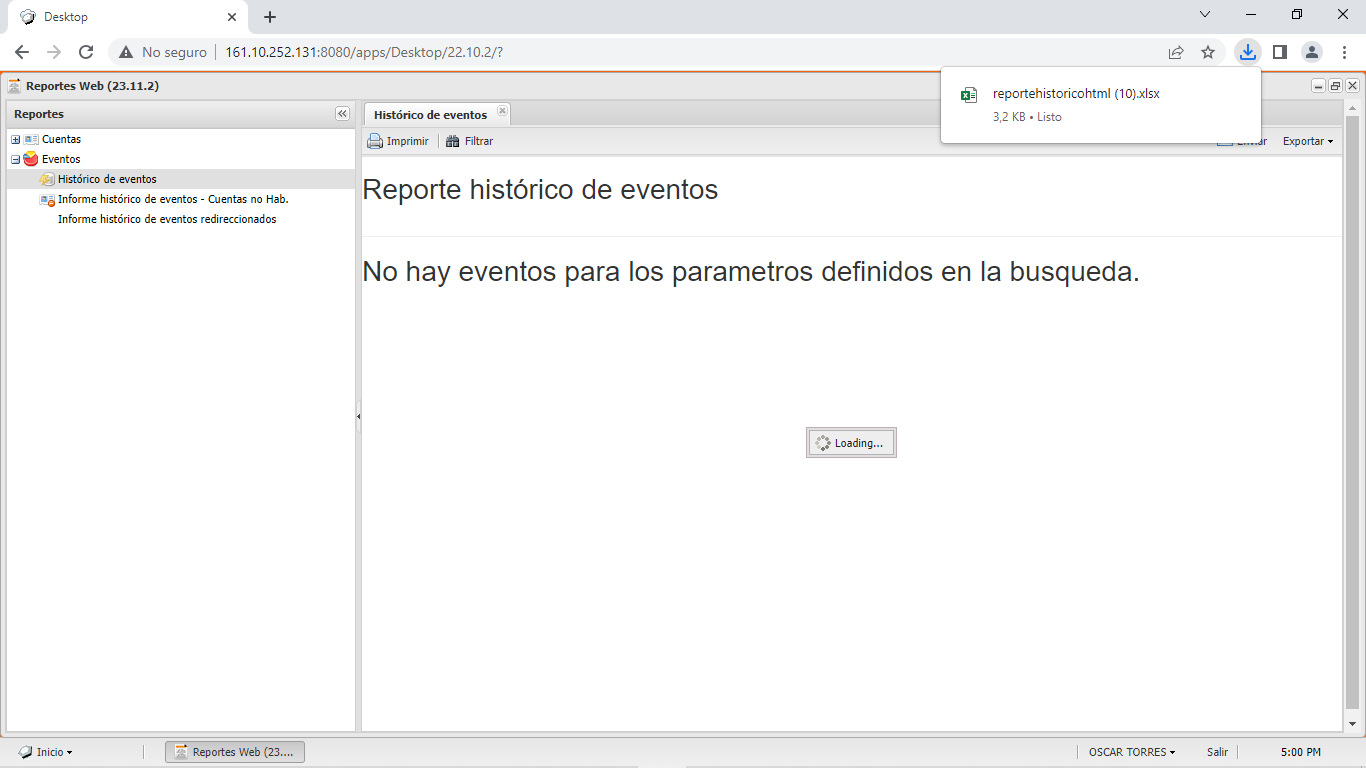 Desktop
No seguro
161.10.252.131:8080/apps/Desktop/22.10.2/?
reportehistoricohtml (10).xlsx
3,2 KB • Listo
Reportes Web (23.11.2)
Reportes
Cuentas
Eventos
Histórico de eventos
Informe histórico de eventos - Cuentas no Hab.
Informe histórico de eventos redireccionados
Histórico de eventos
Imprimir
Filtrar
Enviar
Exportar
Reporte histórico de eventos
No hay eventos para los parametros definidos en la busqueda.
Loading...
Inicio
Reportes Web (23....
OSCAR TORRES
Salir
5:00 PM